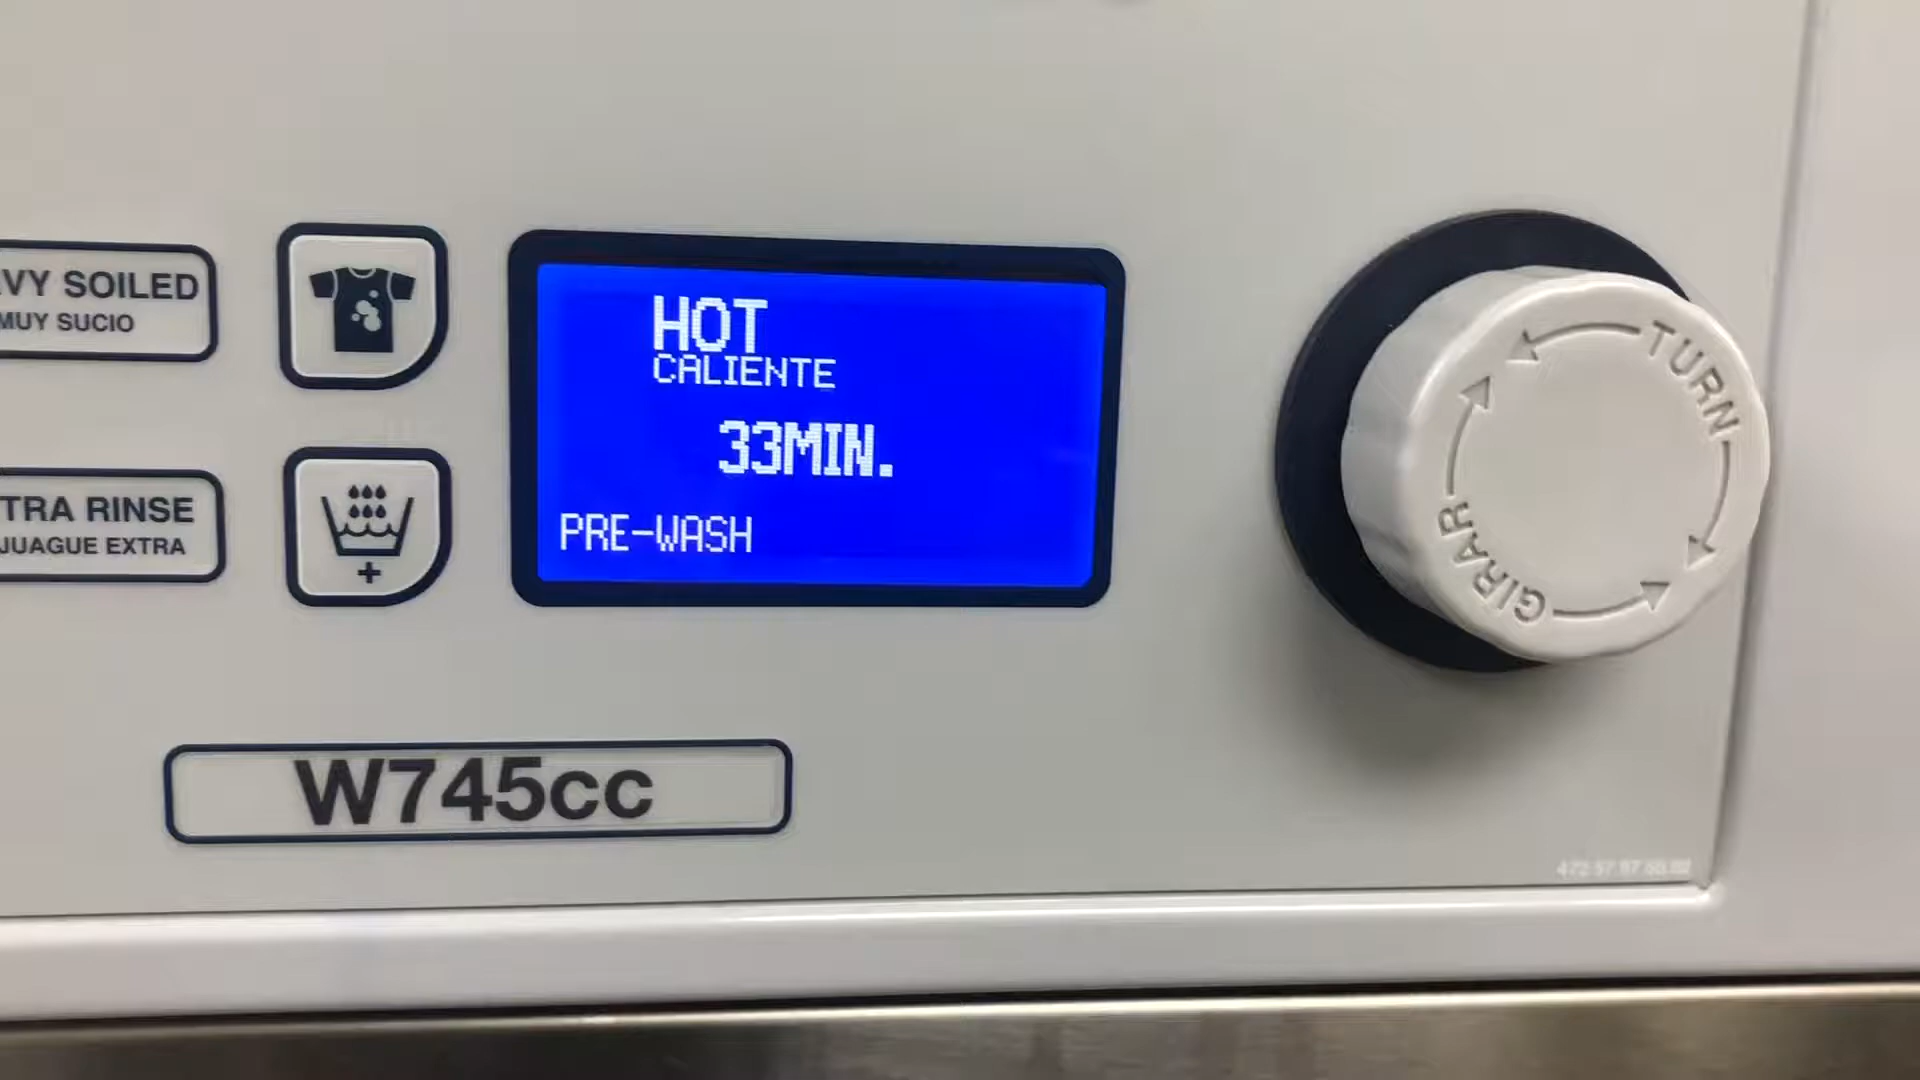 VY SOILED
MUY SUCIO
TRA RINSE
JUAGUE EXTRA
HOT
CALIENTE
33MIN.
PRE-WASH
TURN
GIRAR
W745cc